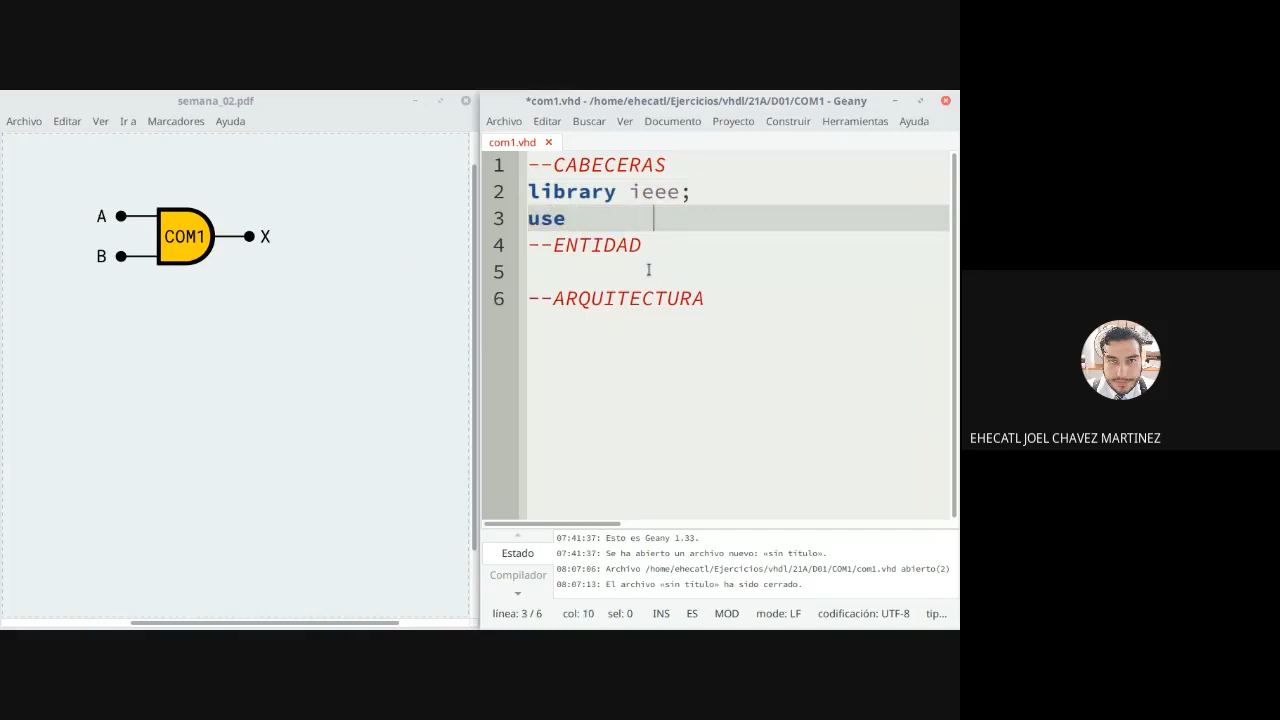 semana_02.pdf
Archivo Editar Ver Ir a Marcadores Ayuda
A
B
COM1
X
*com1.vhd - /home/ehecatl/Ejercicios/vhdl/21A/D01/COM1 - Geany
Archivo Editar Buscar Ver Documento Proyecto Construir Herramientas Ayuda
com1.vhd
1 --CABECERAS
2 library ieee;
3 use
4 --ENTIDAD
5
6 --ARQUITECTURA
Estado
Compilador
07:41:37: Esto es Geany 1.33.
07:41:37: Se ha abierto un archivo nuevo: «sin título».
08:07:06: Archivo /home/ehecatl/Ejercicios/vhdl/21A/D01/COM1/com1.vhd abierto(2)
08:07:13: El archivo «sin título» ha sido cerrado.
línea: 3 / 6 col: 10 sel: 0 INS ES MOD mode: LF codificación: UTF-8 tip...
EHECATL JOEL CHAVEZ MARTINEZ